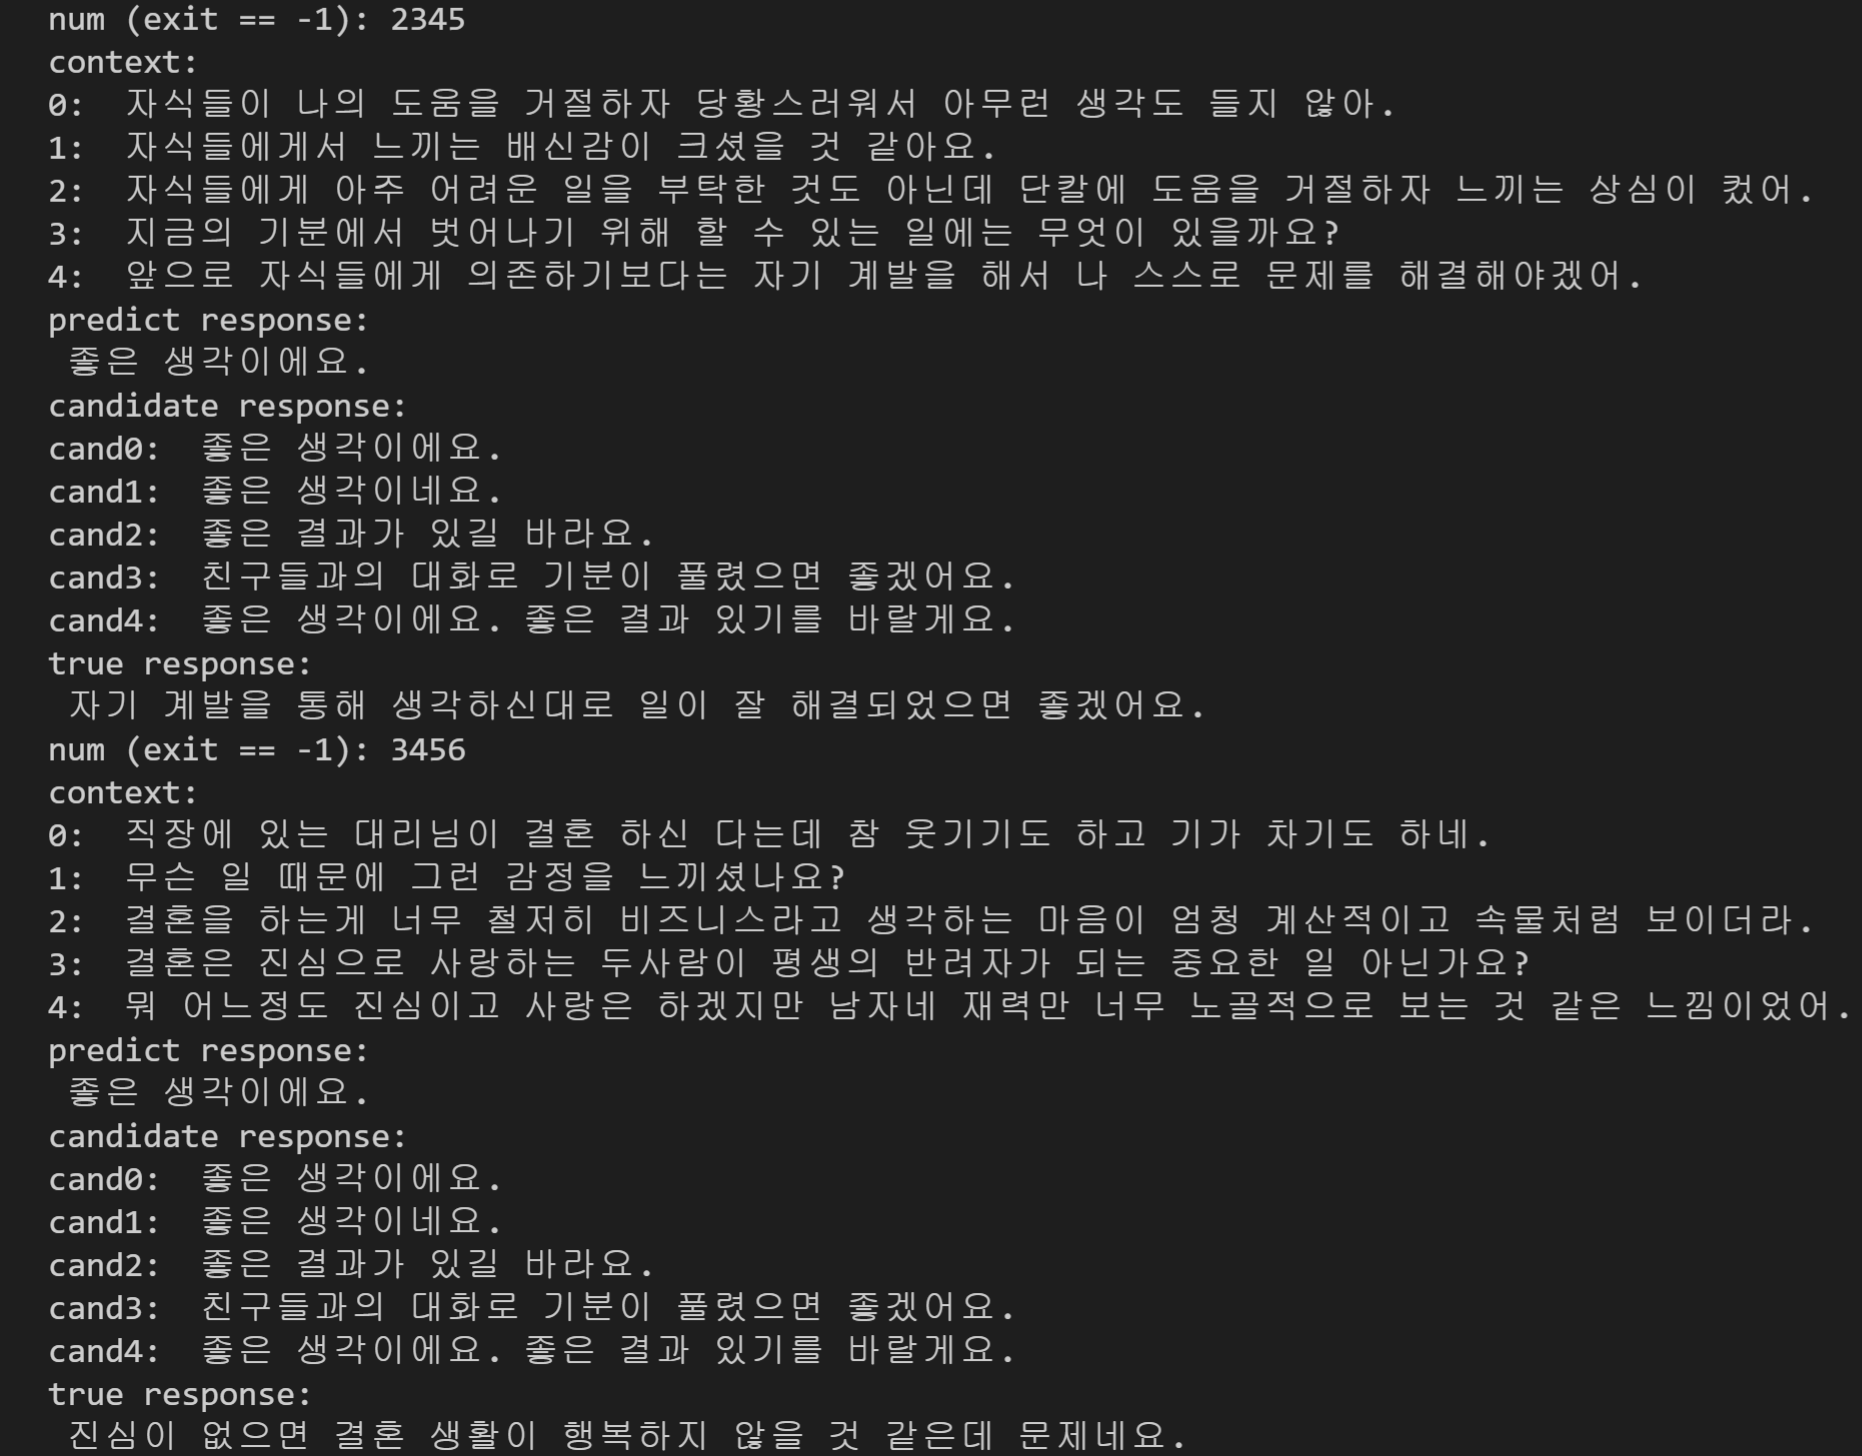 num (exit == -1): 2345
context:
0:  자식들이 나의 도움을 거절하자 당황스러워서 아무런 생각도 들지 않아.
1:  자식들에게서 느끼는 배신감이 크셨을 것 같아요.
2:  자식들에게 아주 어려운 일을 부탁한 것도 아닌데 단칼에 도움을 거절하자 느끼는 상심이 컸어.
3:  지금의 기분에서 벗어나기 위해 할 수 있는 일에는 무엇이 있을까요?
4:  앞으로 자식들에게 의존하기보다는 자기 계발을 해서 나 스스로 문제를 해결해야겠어.
predict response:
 좋은 생각이에요.
candidate response:
cand0:  좋은 생각이에요.
cand1:  좋은 생각이네요.
cand2:  좋은 결과가 있길 바라요.
cand3:  친구들과의 대화로 기분이 풀렸으면 좋겠어요.
cand4:  좋은 생각이에요. 좋은 결과 있기를 바랄게요.
true response:
 자기 계발을 통해 생각하신대로 일이 잘 해결되었으면 좋겠어요.
num (exit == -1): 3456
context:
0:  직장에 있는 대리님이 결혼 하신 다는데 참 웃기기도 하고 기가 차기도 하네.
1:  무슨 일 때문에 그런 감정을 느끼셨나요?
2:  결혼을 하는게 너무 철저히 비즈니스라고 생각하는 마음이 엄청 계산적이고 속물처럼 보이더라.
3:  결혼은 진심으로 사랑하는 두사람이 평생의 반려자가 되는 중요한 일 아닌가요?
4:  뭐 어느정도 진심이고 사랑은 하겠지만 남자네 재력만 너무 노골적으로 보는 것 같은 느낌이었어.
predict response:
 좋은 생각이에요.
candidate response:
cand0:  좋은 생각이에요.
cand1:  좋은 생각이네요.
cand2:  좋은 결과가 있길 바라요.
cand3:  친구들과의 대화로 기분이 풀렸으면 좋겠어요.
cand4:  좋은 생각이에요. 좋은 결과 있기를 바랄게요.
true response:
 진심이 없으면 결혼 생활이 행복하지 않을 것 같은데 문제네요.